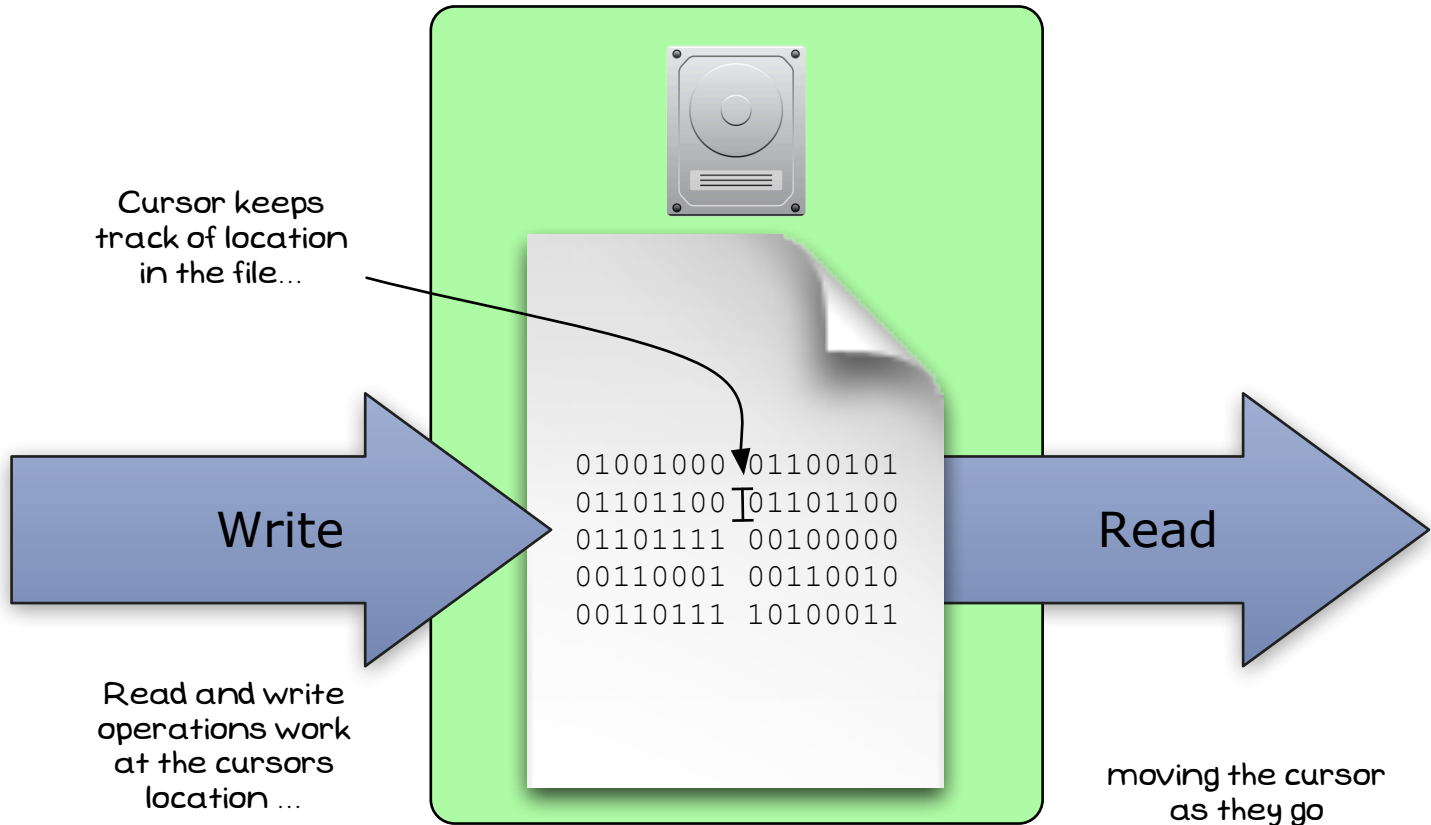 Cursor keeps
track of location
in the file...
01001000 01100101
01101100 01101100
01101111 00100000
00110001 00110010
00110111 10100011
Write
Read
Read and write
operations work
at the cursors
location ...
moving the cursor
as they go